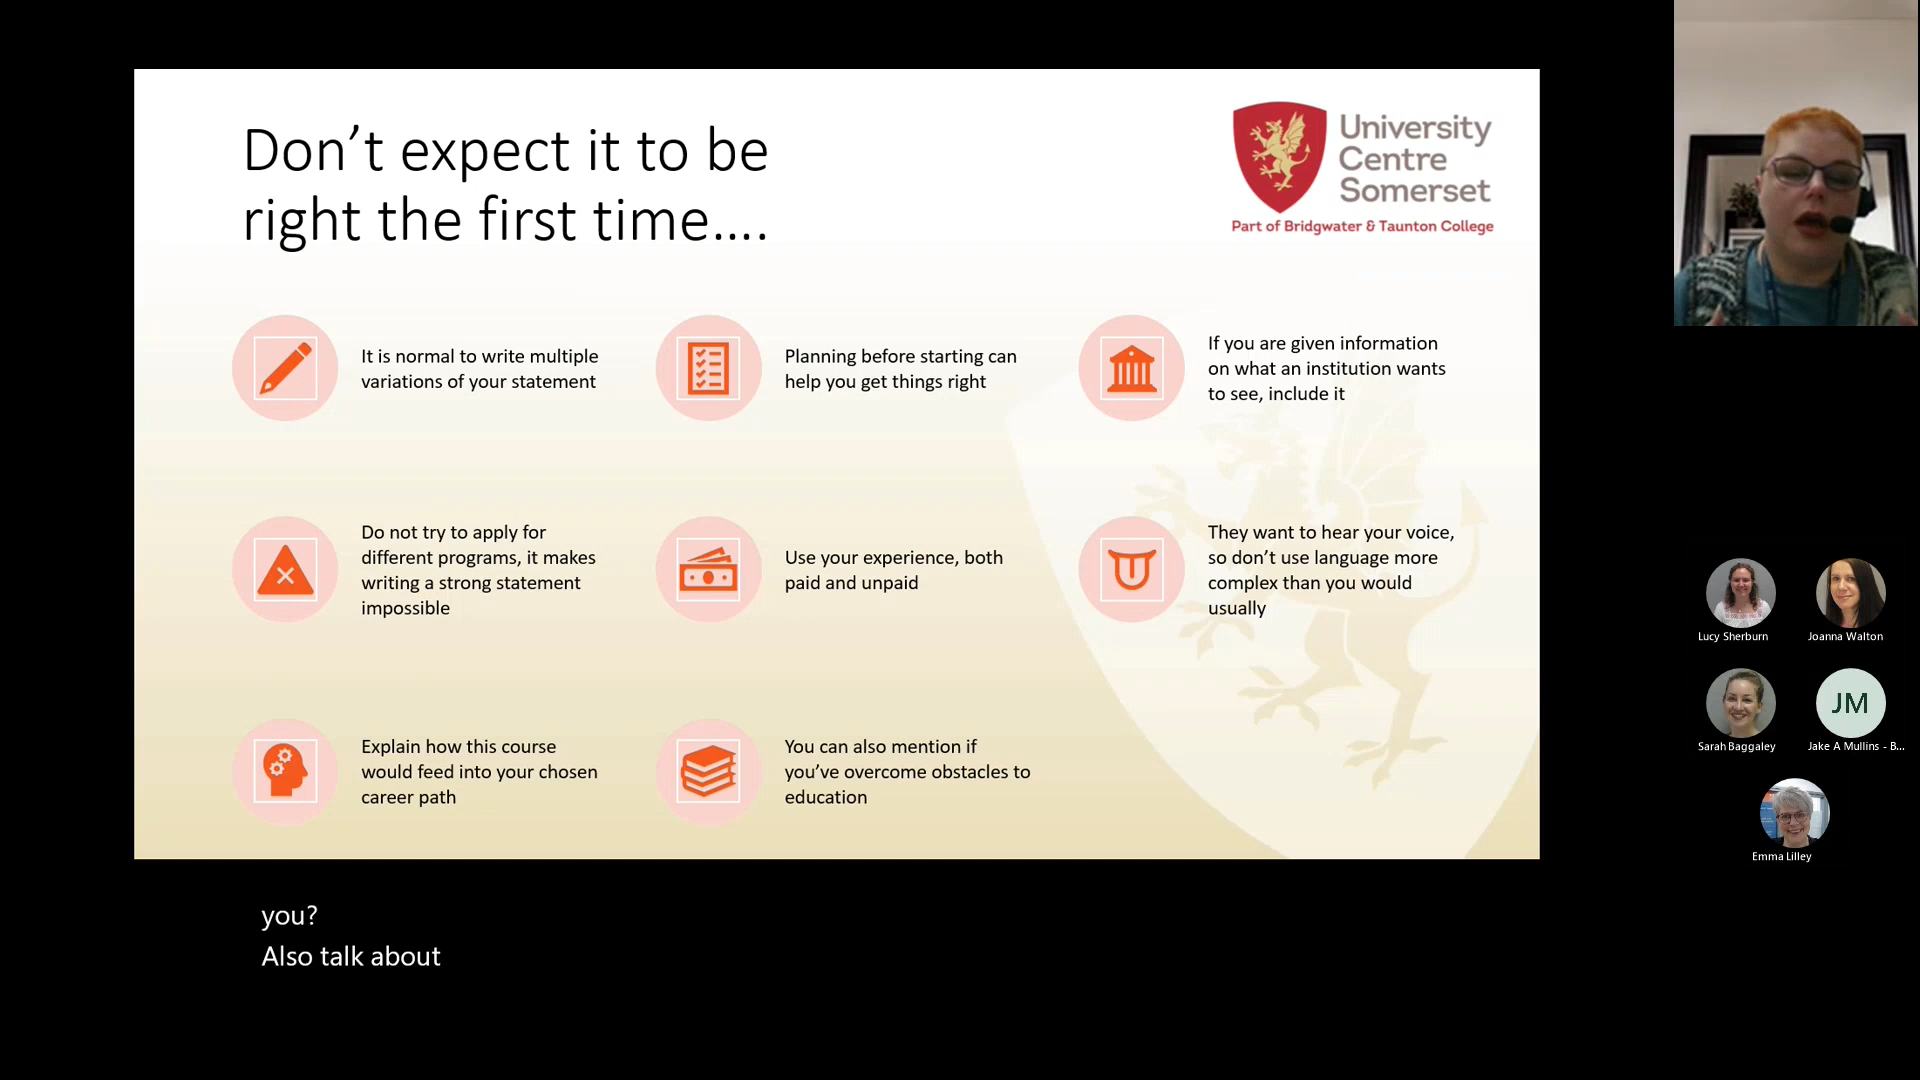 Don’t expect it to be
right the first time….
University
Centre
Somerset
Part of Bridgwater & Taunton College
It is normal to write multiple
variations of your statement
Planning before starting can
help you get things right
If you are given information
on what an institution wants
to see, include it
Do not try to apply for
different programs, it makes
writing a strong statement
impossible
Use your experience, both
paid and unpaid
They want to hear your voice,
so don’t use language more
complex than you would
usually
Explain how this course
would feed into your chosen
career path
You can also mention if
you’ve overcome obstacles to
education
Lucy Sherburn
Joanna Walton
JM
Sarah Baggaley
Jake A Mullins - B...
Emma Lilley
you?
Also talk about